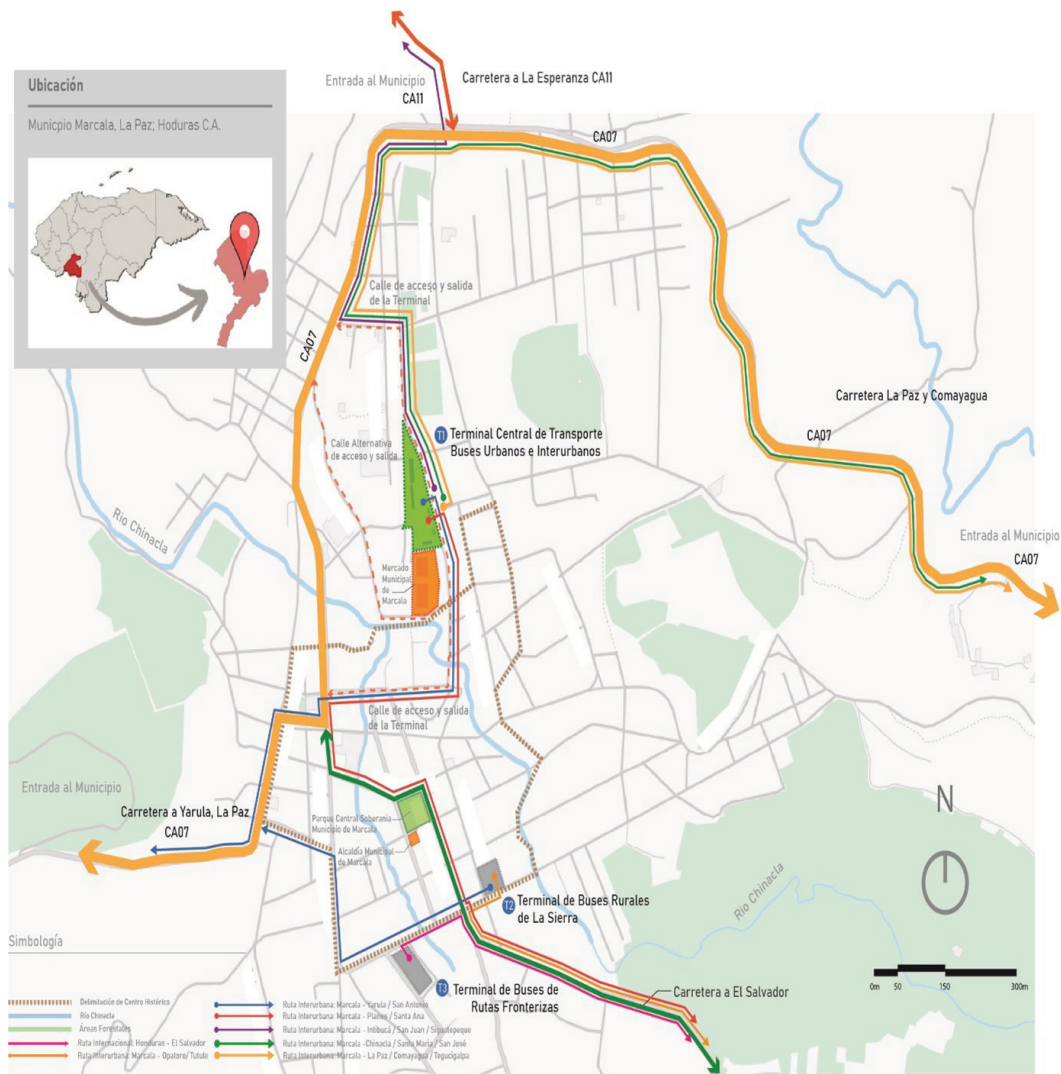 Ubicación
Municpio Marcala, La Paz; Hoduras C.A.
Entrada al Municipio
CA11
Carretera a La Esperanza CA11
CA07
Calle de acceso y salida
de la Terminal
CA07
Carretera La Paz y Comayagua
CA07
T1
Terminal Central de Transporte
Buses Urbanos e Interurbanos
Calle Alternativa
de acceso y salida
Río Chinacla
Entrada al Municipio
CA07
Mercado
Municipal
de
Marcala
Calle de acceso y salida
de la Terminal
Entrada al Municipio
Carretera a Yarula, La Paz
CA07
Parque Central Soberanía
Municipio de Marcala
Alcaldía Municipal
de Marcala
N
T2
Terminal de Buses Rurales
de La Sierra
Río Chinacla
Simbología
T3
Terminal de Buses de
Rutas Fronterizas
Carretera a El Salvador
0m
50
150
300m
Delimitación de Centro Histórico
Río Chinacla
Áreas Forestales
Ruta Internacional: Honduras - El Salvador
Ruta Interurbana: Marcala - Opatoro/Tutule
Ruta Interurbana: Marcala - Yarula / San Antonio
Ruta Interurbana: Marcala - Planes / Santa Ana
Ruta Interurbana: Marcala - Intibucá / San Juan / Siguatepeque
Ruta Interurbana: Marcala -Chinacla / Santa María / San José
Ruta Interurbana: Marcala - La Paz / Comayagua / Tegucigalpa